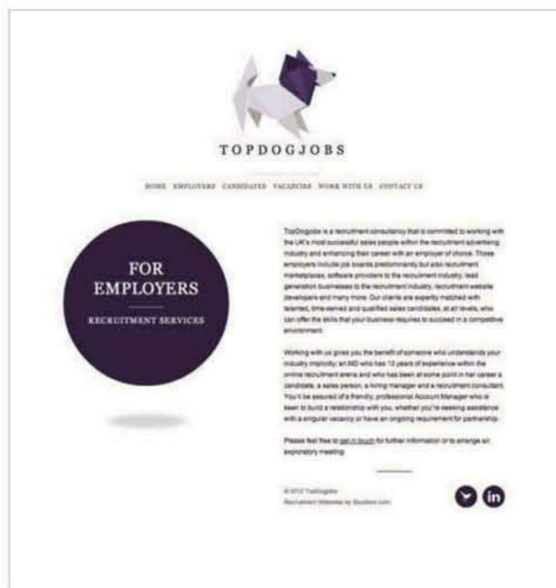 TOPDOGJOBS
HOME EMPLOYERS CANDIDATES VACANCIES WORK WITH US CONTACT US
FOR
EMPLOYERS
RECRUITMENT SERVICES
TopDogjobs is a recruitment consultancy that is committed to working with
the UK's most successful sales people within the recruitment advertising
industry and enhancing their career with an employer of choice. Those
employers include job boards predominantly but also recruitment
marketplaces, software providers to the recruitment industry, lead
generation businesses to the recruitment industry, recruitment website
developers and many more. Our clients are expertly matched with
talented, time-served and qualified sales candidates, at all levels, who
can offer the skills that your business requires to succeed in a competitive
environment.
Working with us gives you the benefit of someone who understands your
industry implicitly; an MD who has 10 years of experience within the
online recruitment arena and who has been at some point in her career a
candidate, a sales person, a hiring manager and a recruitment consultant.
You'll be assured of a friendly, professional Account Manager who is
keen to build a relationship with you, whether you're seeking assistance
with a singular vacancy or have an ongoing requirement for partnership.
Please feel free to get in touch for further information or to arrange an
exploratory meeting.
© 2012 TopDogjobs
Recruitment Websites by
in